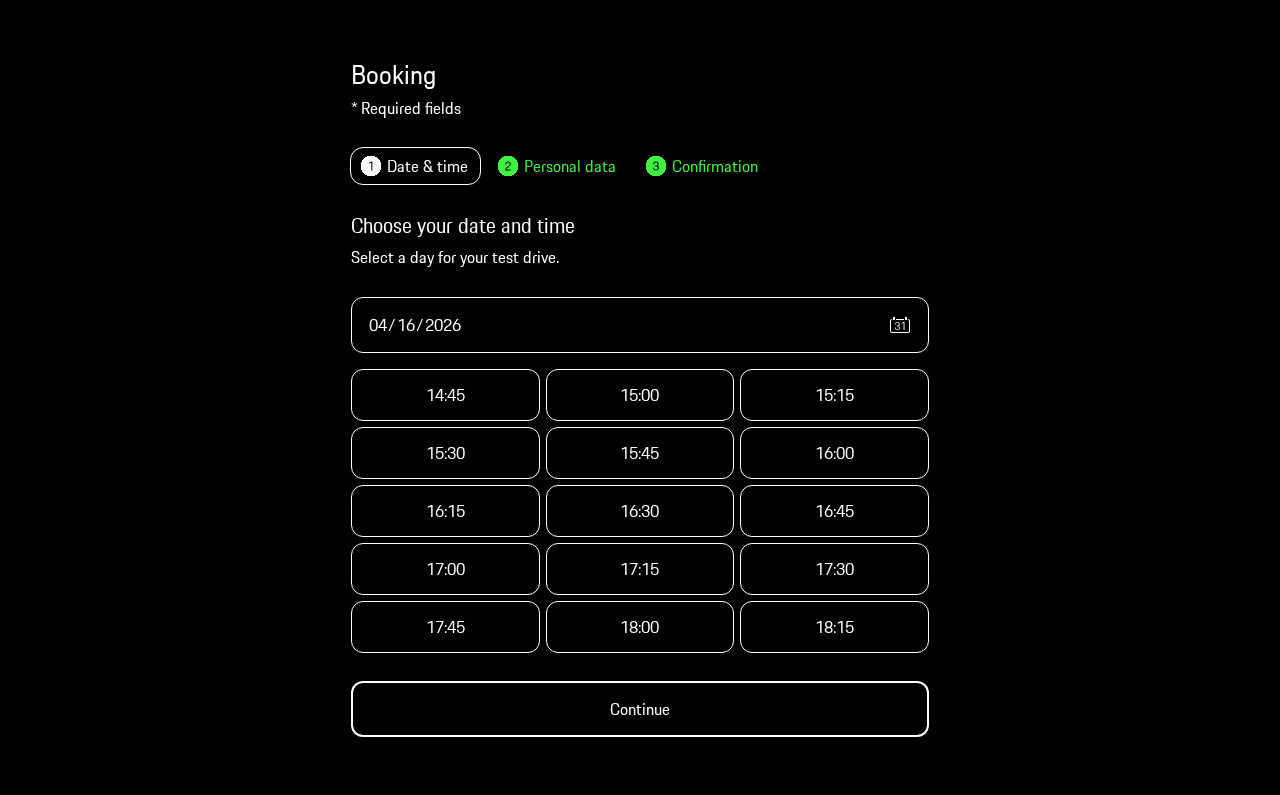 Booking
* Required fields
1 Date & time 2 Personal data 3 Confirmation
Choose your date and time
Select a day for your test drive.
04/16/2026 31
14:45 15:00 15:15
15:30 15:45 16:00
16:15 16:30 16:45
17:00 17:15 17:30
17:45 18:00 18:15
Continue